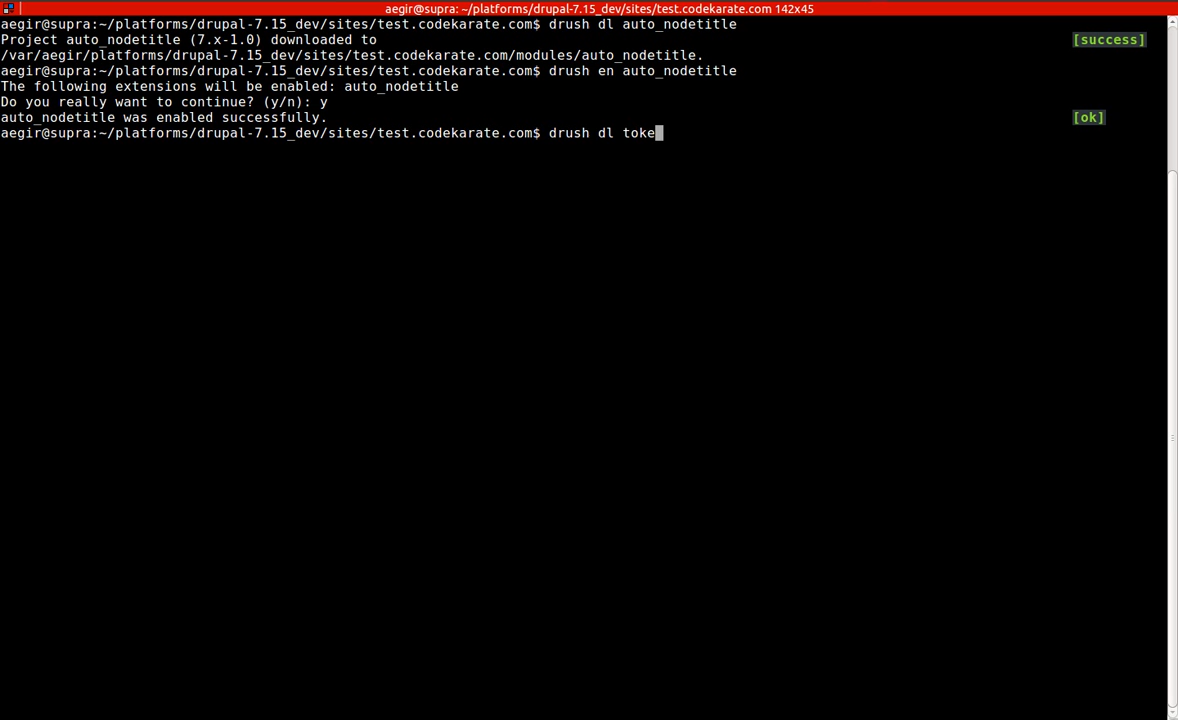 aegir@supra: ~/platforms/drupal-7.15_dev/sites/test.codekarate.com 142x45
aegir@supra:~/platforms/drupal-7.15_dev/sites/test.codekarate.com$ drush dl auto_nodetitle
Project auto_nodetitle (7.x-1.0) downloaded to [success]
/var/aegir/platforms/drupal-7.15_dev/sites/test.codekarate.com/modules/auto_nodetitle.
aegir@supra:~/platforms/drupal-7.15_dev/sites/test.codekarate.com$ drush en auto_nodetitle
The following extensions will be enabled: auto_nodetitle
Do you really want to continue? (y/n): y
auto_nodetitle was enabled successfully. [ok]
aegir@supra:~/platforms/drupal-7.15_dev/sites/test.codekarate.com$ drush dl toke